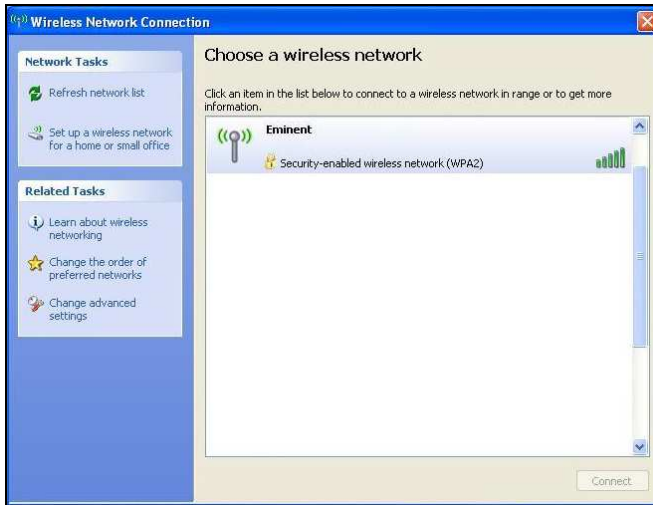 Wireless Network Connection
Network Tasks
Refresh network list
Set up a wireless network
for a home or small office
Related Tasks
Learn about wireless
networking
Change the order of
preferred networks
Change advanced
settings
Choose a wireless network
Click an item in the list below to connect to a wireless network in range or to get more
information.
Eminent
Security-enabled wireless network (WPA2)
Connect